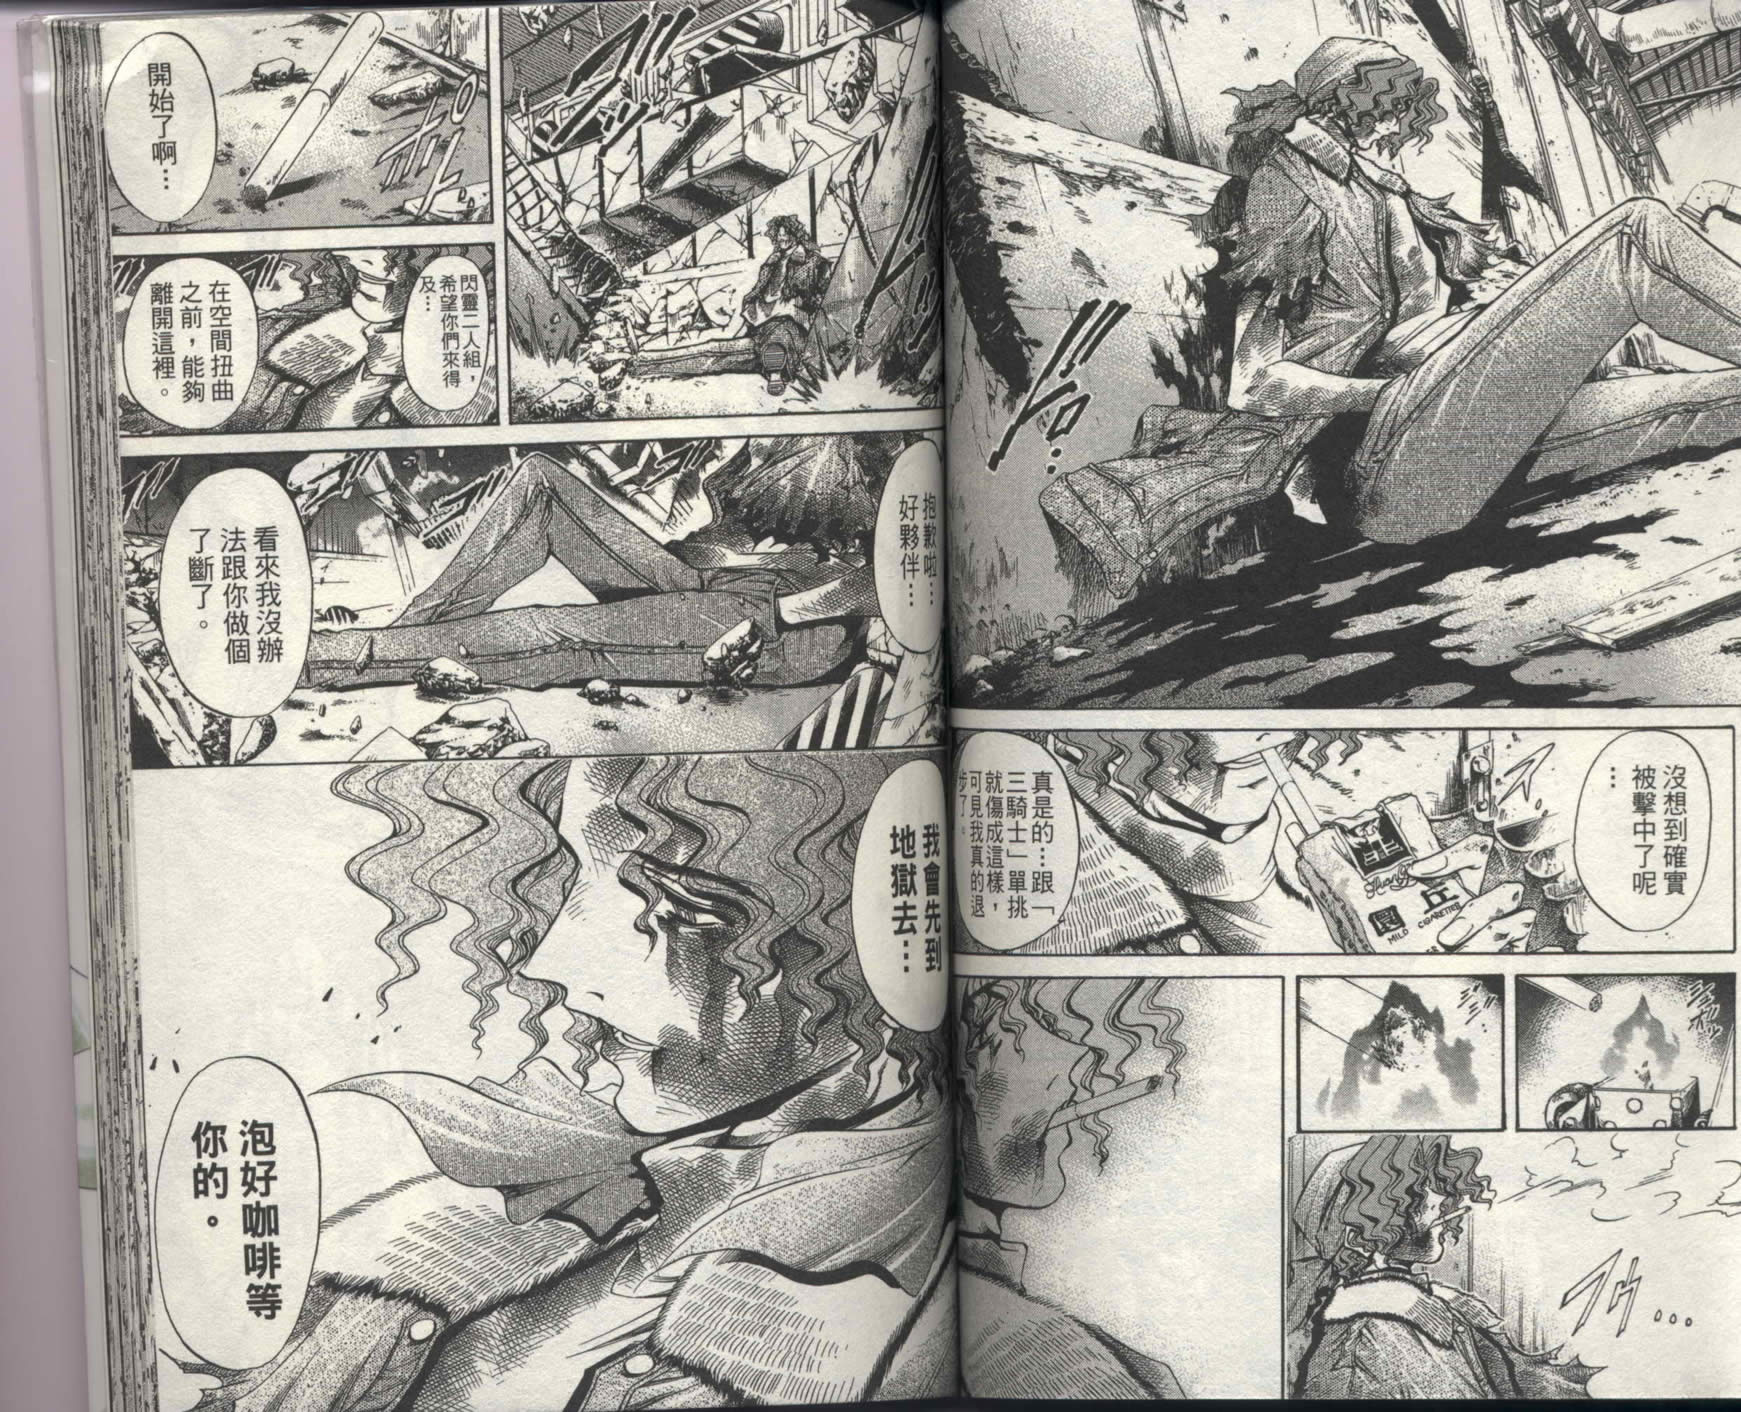 沒想到確實
被擊中了呢
…
真是的…跟「
三騎士」單挑
就傷成這樣，
可見我真的退
步了。
MILD CIGARETTES
フゥ…
開始了啊…
閃靈二人組，
希望你們來得
及…
在空間扭曲
之前，能夠
離開這裡。
抱歉啦…
好夥伴…
看來我沒辦
法跟你做個
了斷了。
我會先到
地獄去…
泡好咖啡等
你的。